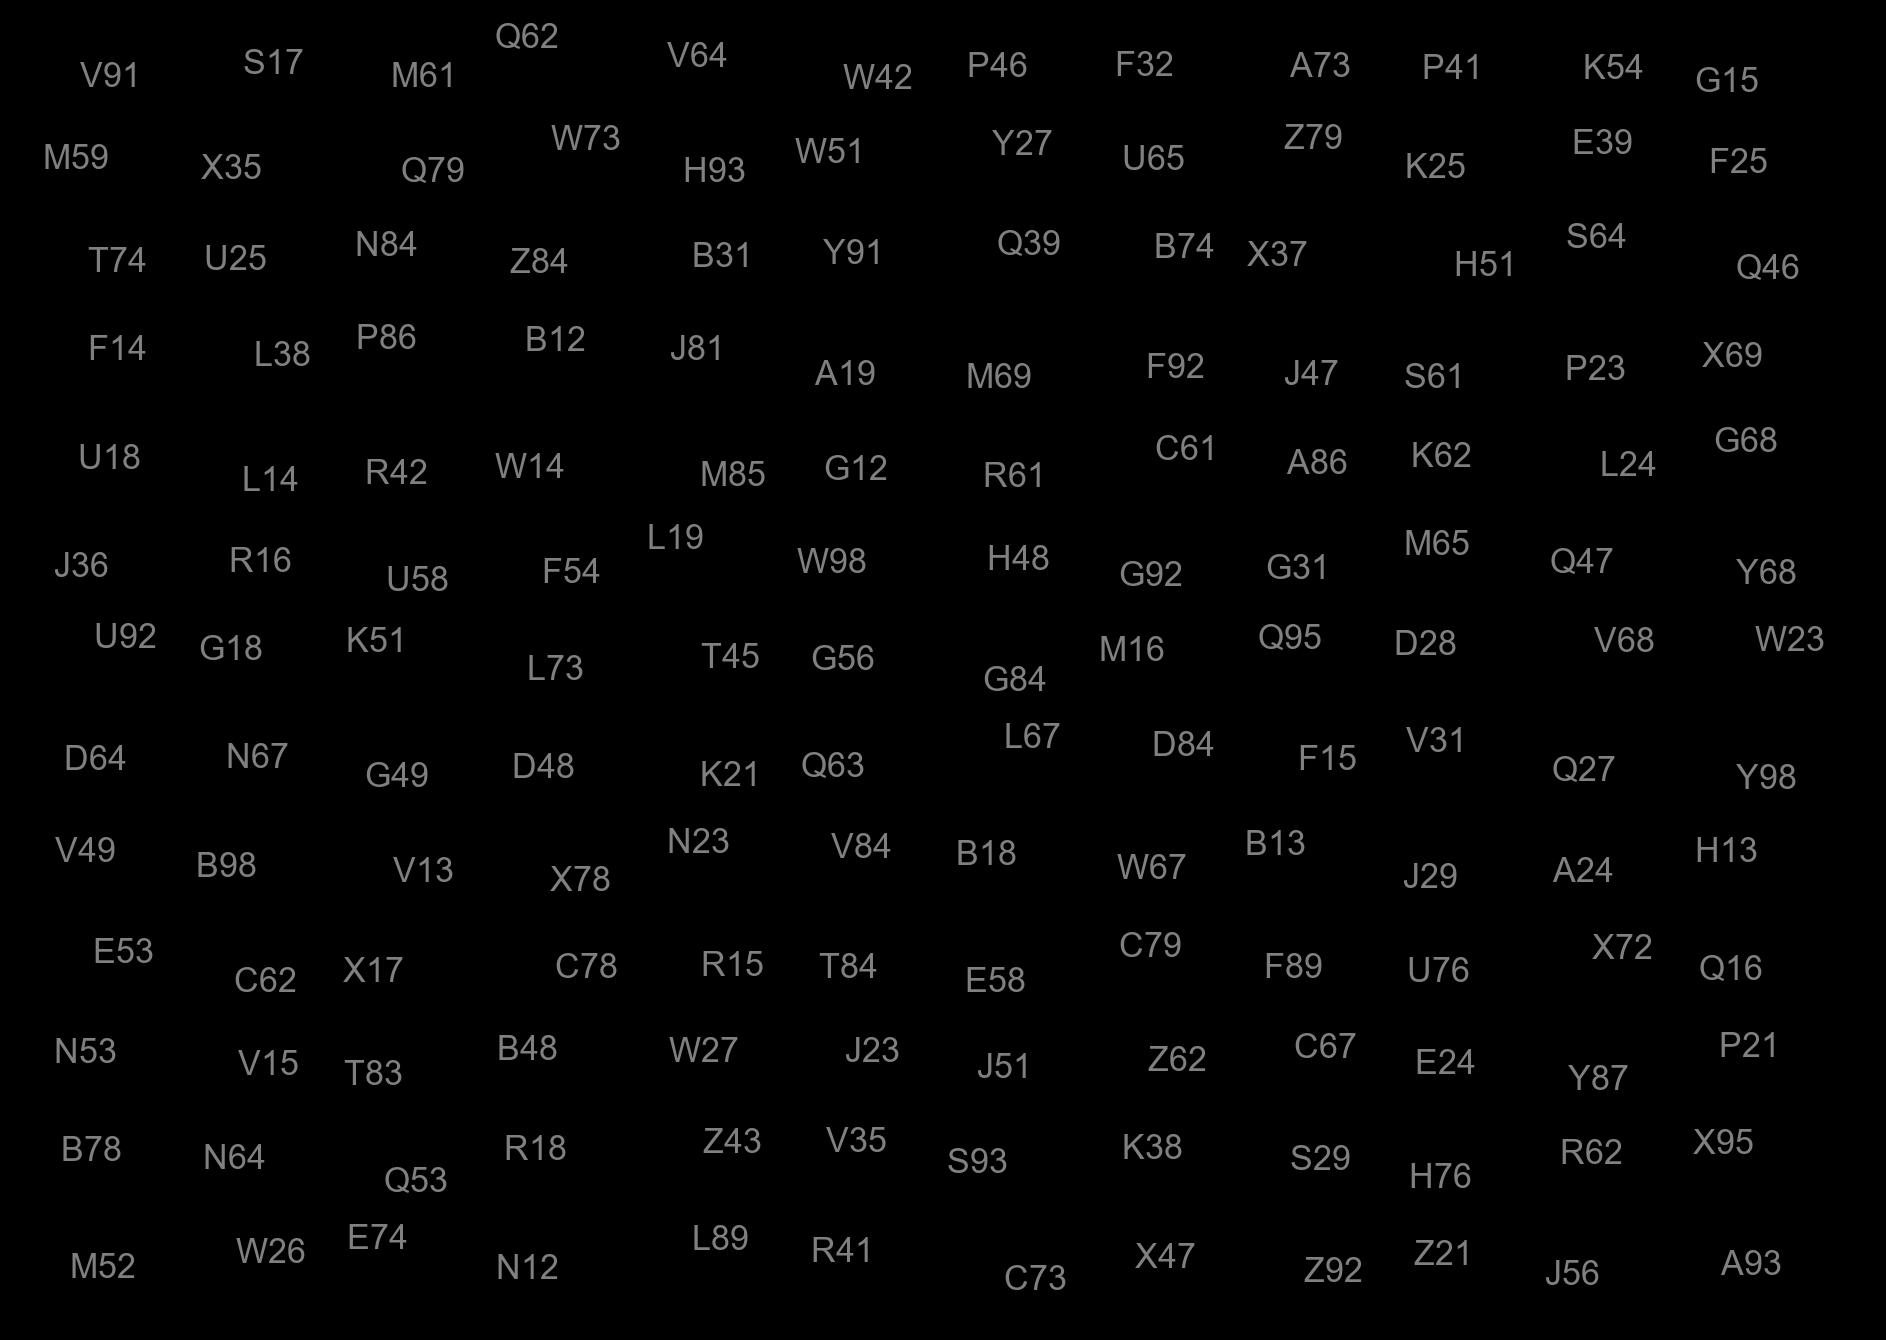 V91 S17 M61 Q62 V64 W42 P46 F32 A73 P41 K54 G15
M59 X35 Q79 W73 H93 W51 Y27 U65 Z79 K25 E39 F25
T74 U25 N84 Z84 B31 Y91 Q39 B74 X37 H51 S64 Q46
F14 L38 P86 B12 J81 A19 M69 F92 J47 S61 P23 X69
U18 L14 R42 W14 M85 G12 R61 C61 A86 K62 L24 G68
J36 R16 U58 F54 L19 W98 H48 G92 G31 M65 Q47 Y68
U92 G18 K51 L73 T45 G56 G84 M16 Q95 D28 V68 W23
D64 N67 G49 D48 K21 Q63 L67 D84 F15 V31 Q27 Y98
V49 B98 V13 X78 N23 V84 B18 W67 B13 J29 A24 H13
E53 C62 X17 C78 R15 T84 E58 C79 F89 U76 X72 Q16
N53 V15 T83 B48 W27 J23 J51 Z62 C67 E24 Y87 P21
B78 N64 Q53 R18 Z43 V35 S93 K38 S29 H76 R62 X95
M52 W26 E74 N12 L89 R41 C73 X47 Z92 Z21 J56 A93